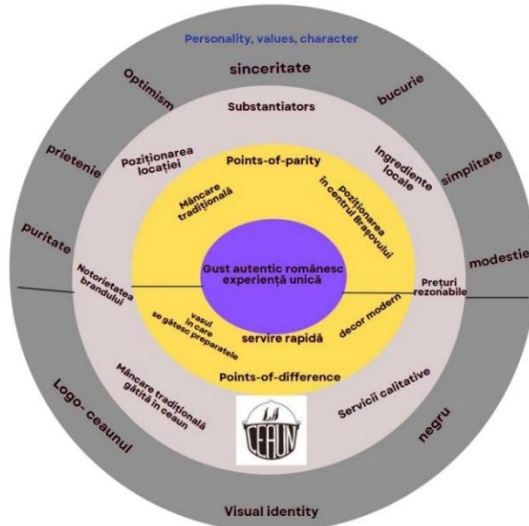 Personality, values, character
sinceritate
Optimism
bucurie
prietenie
simplitate
puritate
modestie
Substantiators
Poziționarea
locației
Ingrediente
locale
Points-of-parity
Mâncare
tradițională
poziționarea
în centrul Brașovului
Gust autentic românesc
experiență unică
Notorietatea
brandului
Prețuri
rezonabile
vasul
în care
se gătesc preparatele
servire rapidă
decor modern
Points-of-difference
Mâncare tradițională
gătită în ceaun
Servicii calitative
LA
CEAUN
Logo- ceaunul
negru
Visual identity